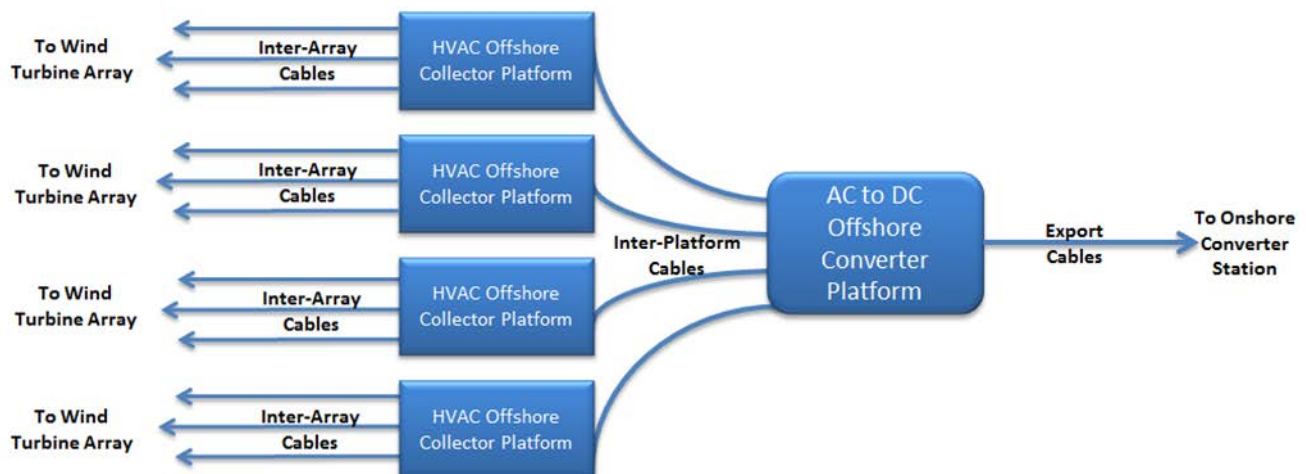 To Wind
Turbine Array
Inter-Array
Cables
HVAC Offshore
Collector Platform
To Wind
Turbine Array
Inter-Array
Cables
HVAC Offshore
Collector Platform
To Wind
Turbine Array
Inter-Array
Cables
HVAC Offshore
Collector Platform
To Wind
Turbine Array
Inter-Array
Cables
HVAC Offshore
Collector Platform
Inter-Platform
Cables
AC to DC
Offshore
Converter
Platform
Export
Cables
To Onshore
Converter
Station